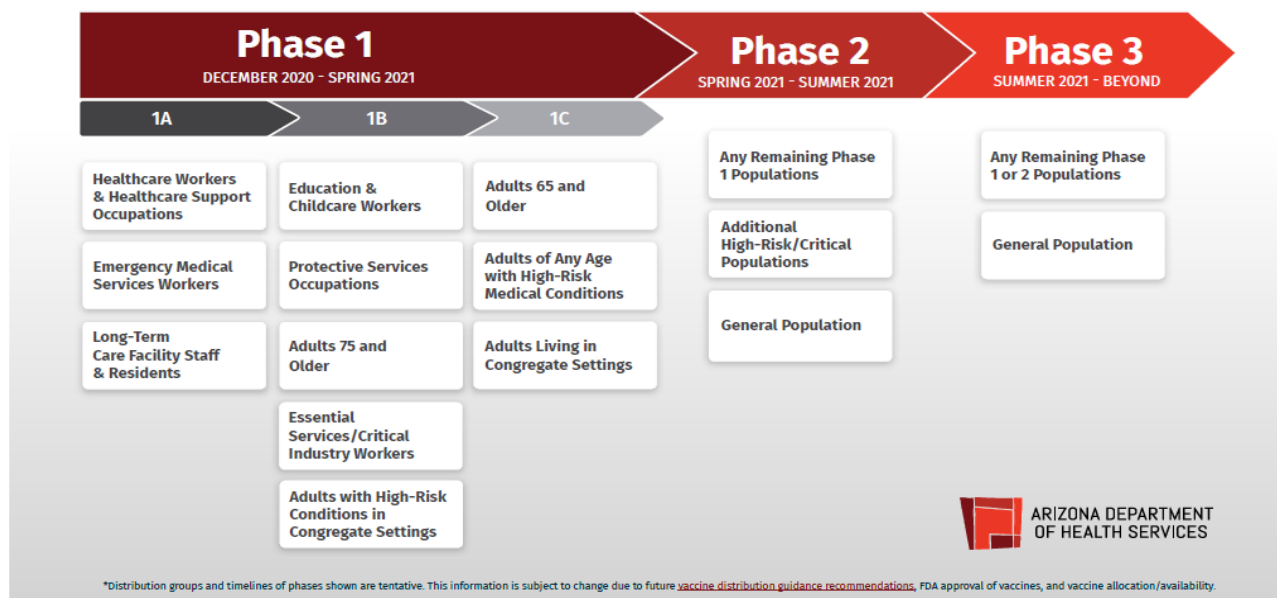 Phase 1
DECEMBER 2020 - SPRING 2021
Phase 2
SPRING 2021 - SUMMER 2021
Phase 3
SUMMER 2021 - BEYOND
1A
1B
1C
Healthcare Workers
& Healthcare Support
Occupations
Emergency Medical
Services Workers
Long-Term
Care Facility Staff
& Residents
Education &
Childcare Workers
Protective Services
Occupations
Adults 75 and
Older
Essential
Services/Critical
Industry Workers
Adults with High-Risk
Conditions in
Congregate Settings
Adults 65 and
Older
Adults of Any Age
with High-Risk
Medical Conditions
Adults Living in
Congregate Settings
Any Remaining Phase
1 Populations
Additional
High-Risk/Critical
Populations
General Population
Any Remaining Phase
1 or 2 Populations
General Population
ARIZONA DEPARTMENT
OF HEALTH SERVICES
*Distribution groups and timelines of phases shown are tentative. This information is subject to change due to future vaccine distribution guidance recommendations, FDA approval of vaccines, and vaccine allocation/availability.